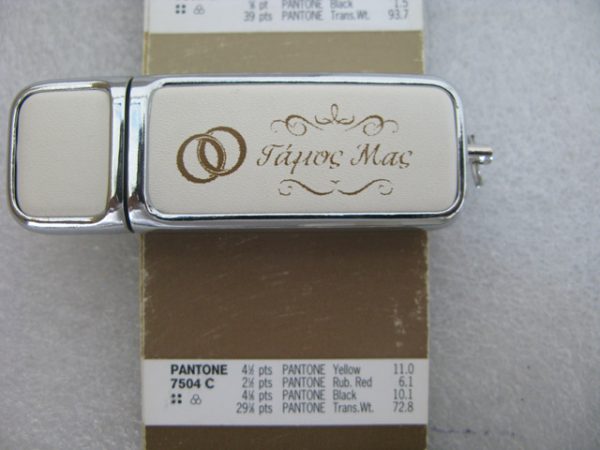 ¾ pt PANTONE Black 1.5
39 pts PANTONE Trans.Wt. 93.7
Γάμος Μας
PANTONE 7504 C
4½ pts PANTONE Yellow 11.0
2½ pts PANTONE Rub. Red 6.1
4¼ pts PANTONE Black 10.1
29¾ pts PANTONE Trans.Wt. 72.8